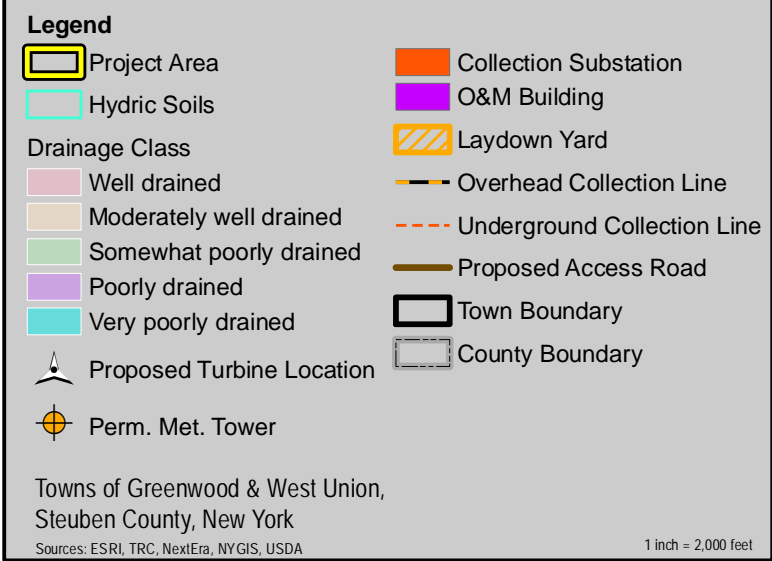 Legend
Project Area
Hydric Soils
Drainage Class
Well drained
Moderately well drained
Somewhat poorly drained
Poorly drained
Very poorly drained
Proposed Turbine Location
Perm. Met. Tower
Collection Substation
O&M Building
Laydown Yard
Overhead Collection Line
Underground Collection Line
Proposed Access Road
Town Boundary
County Boundary
Towns of Greenwood & West Union,
Steuben County, New York
Sources: ESRI, TRC, NextEra, NYGIS, USDA
1 inch = 2,000 feet